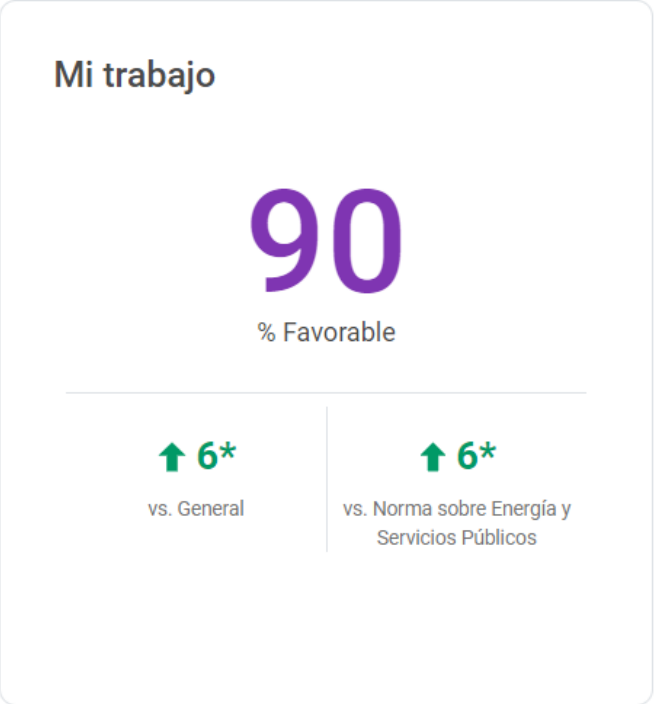 Mi trabajo
90
% Favorable
6*
vs. General
6*
vs. Norma sobre Energía y
Servicios Públicos